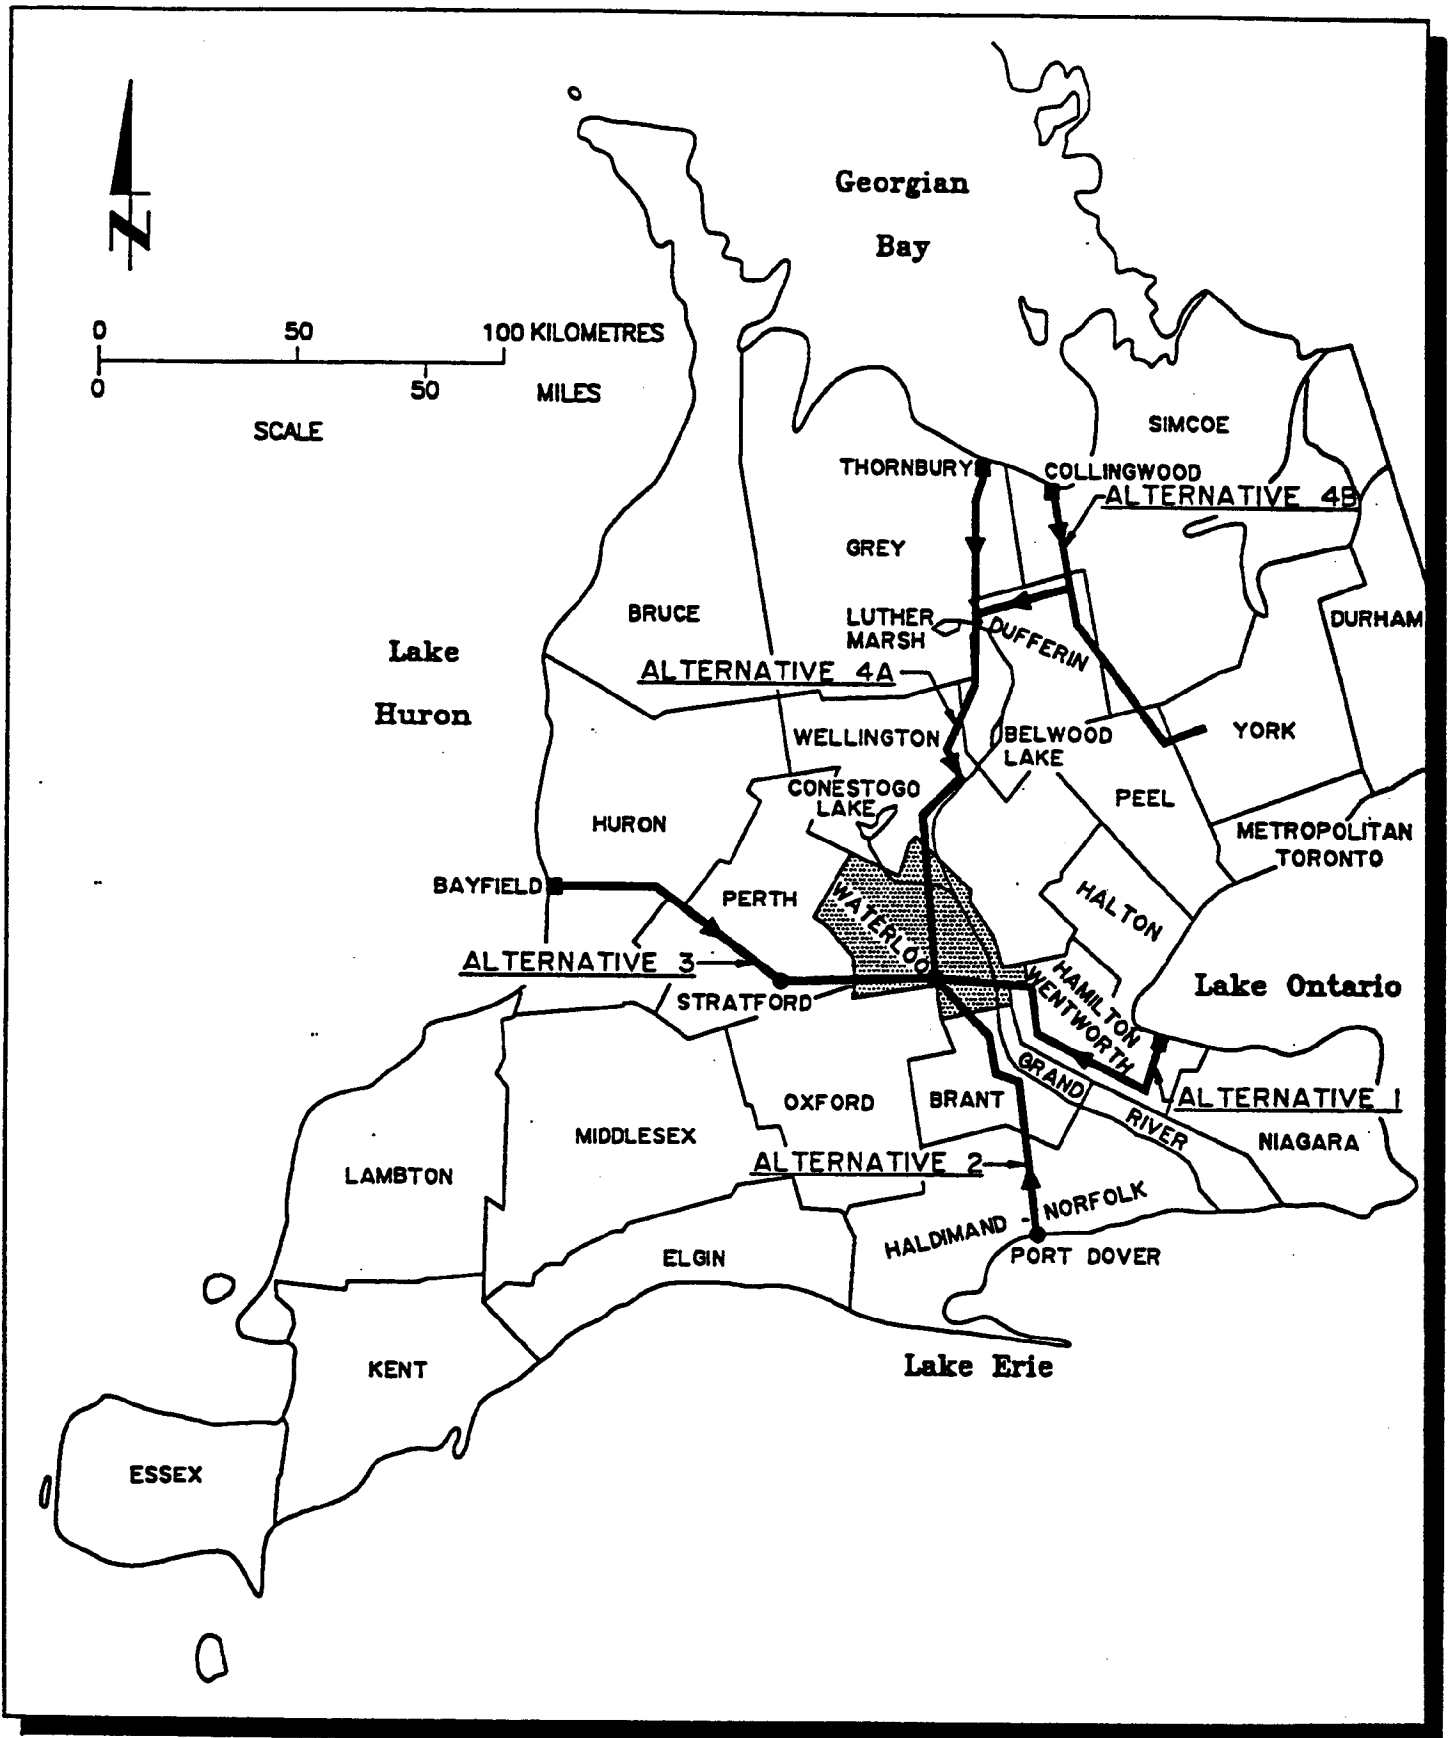 Georgian
Bay
N
0 50 100 KILOMETRES
0 50 MILES
SCALE
SIMCOE
THORNBURY
COLLINGWOOD
ALTERNATIVE 4B
GREY
BRUCE
LUTHER
MARSH
DUFFERIN
DURHAM
Lake
Huron
ALTERNATIVE 4A
WELLINGTON
BELWOOD
LAKE
YORK
CONESTOGO
LAKE
PEEL
HURON
METROPOLITAN
TORONTO
BAYFIELD
PERTH
WATERLOO
HALTON
ALTERNATIVE 3
STRATFORD
HAMILTON
WENTWORTH
Lake Ontario
OXFORD
BRANT
GRAND
RIVER
ALTERNATIVE 1
MIDDLESEX
NIAGARA
LAMBTON
ALTERNATIVE 2
HALDIMAND - NORFOLK
ELGIN
PORT DOVER
KENT
Lake Erie
ESSEX